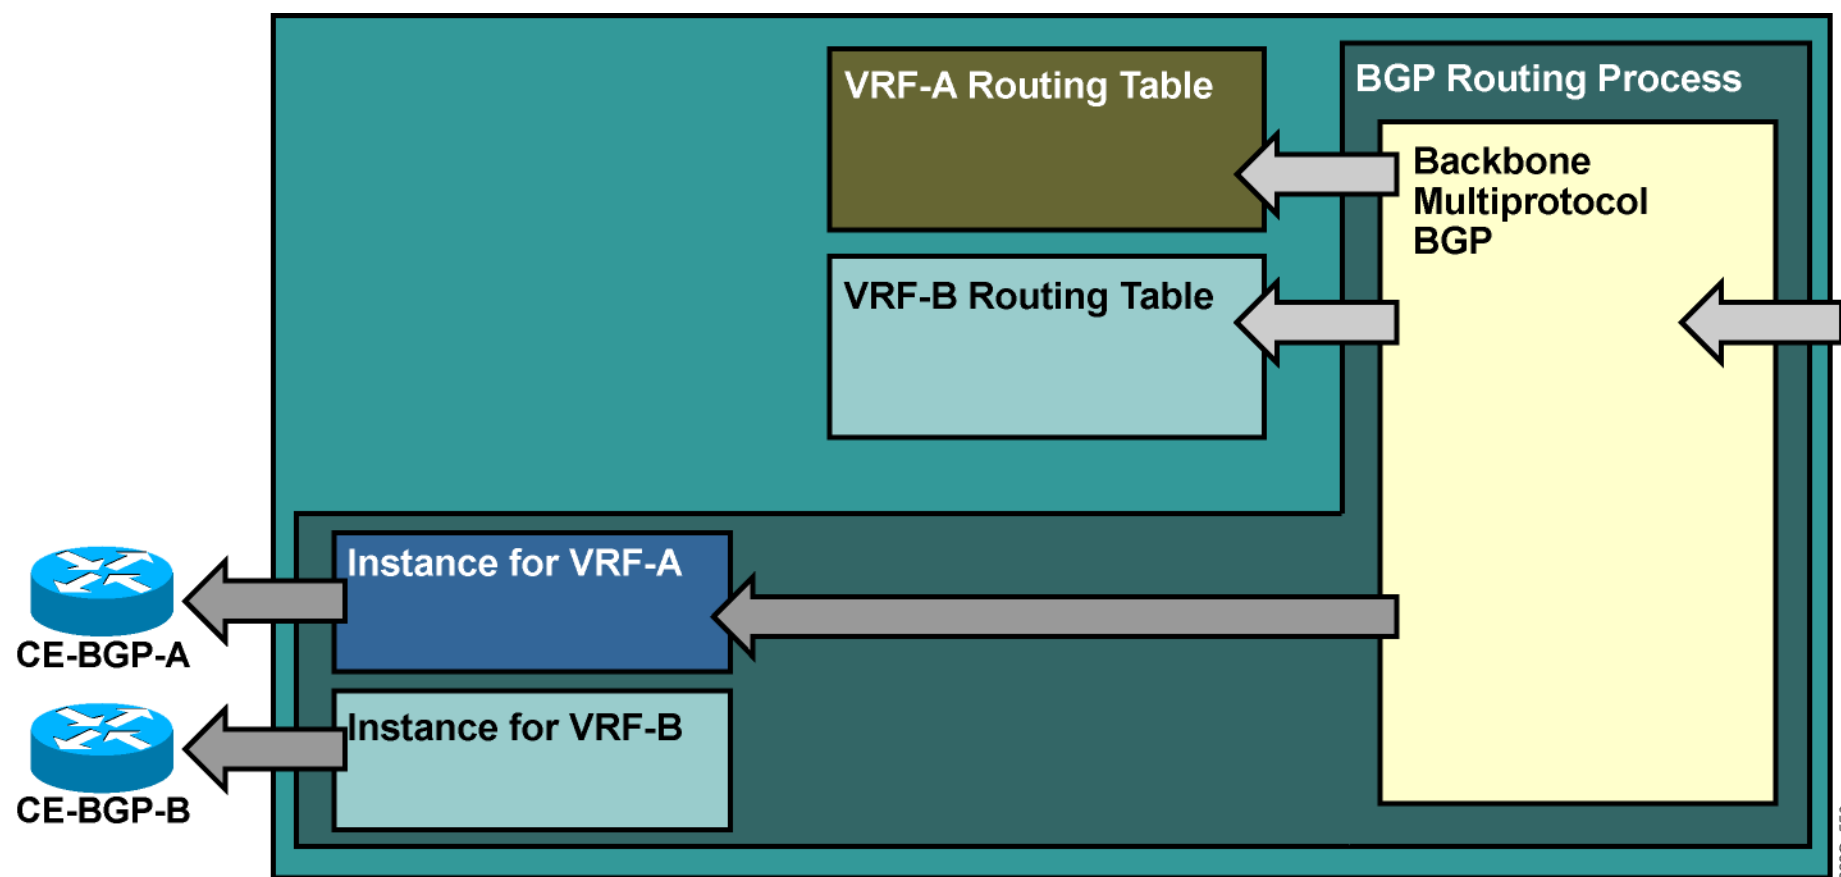 VRF-A Routing Table
BGP Routing Process
Backbone
Multiprotocol
BGP
VRF-B Routing Table
Instance for VRF-A
CE-BGP-A
Instance for VRF-B
CE-BGP-B